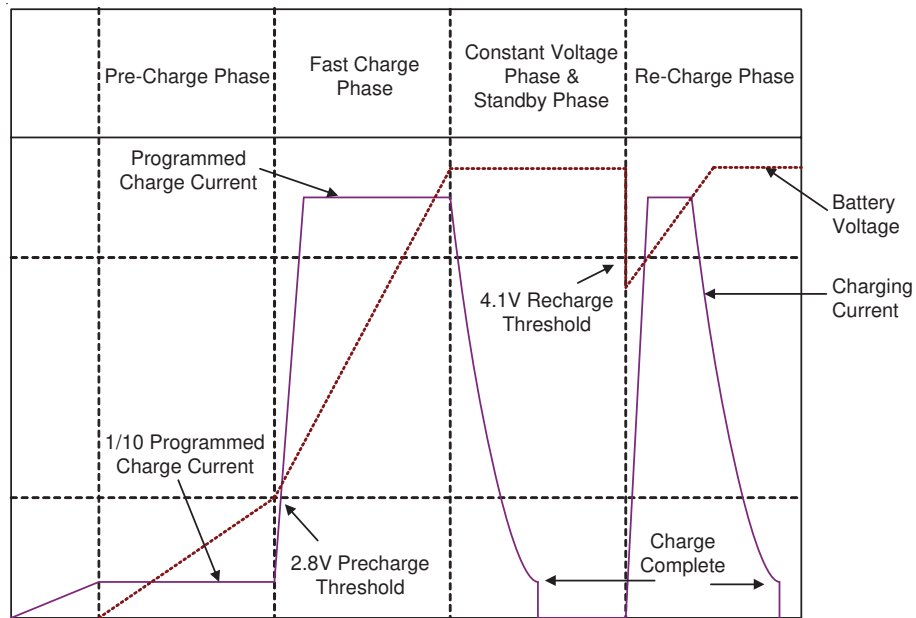 Pre-Charge Phase
Fast Charge
Phase
Constant Voltage
Phase &
Standby Phase
Re-Charge Phase
Programmed
Charge Current
Battery
Voltage
4.1V Recharge
Threshold
Charging
Current
1/10 Programmed
Charge Current
2.8V Precharge
Threshold
Charge
Complete